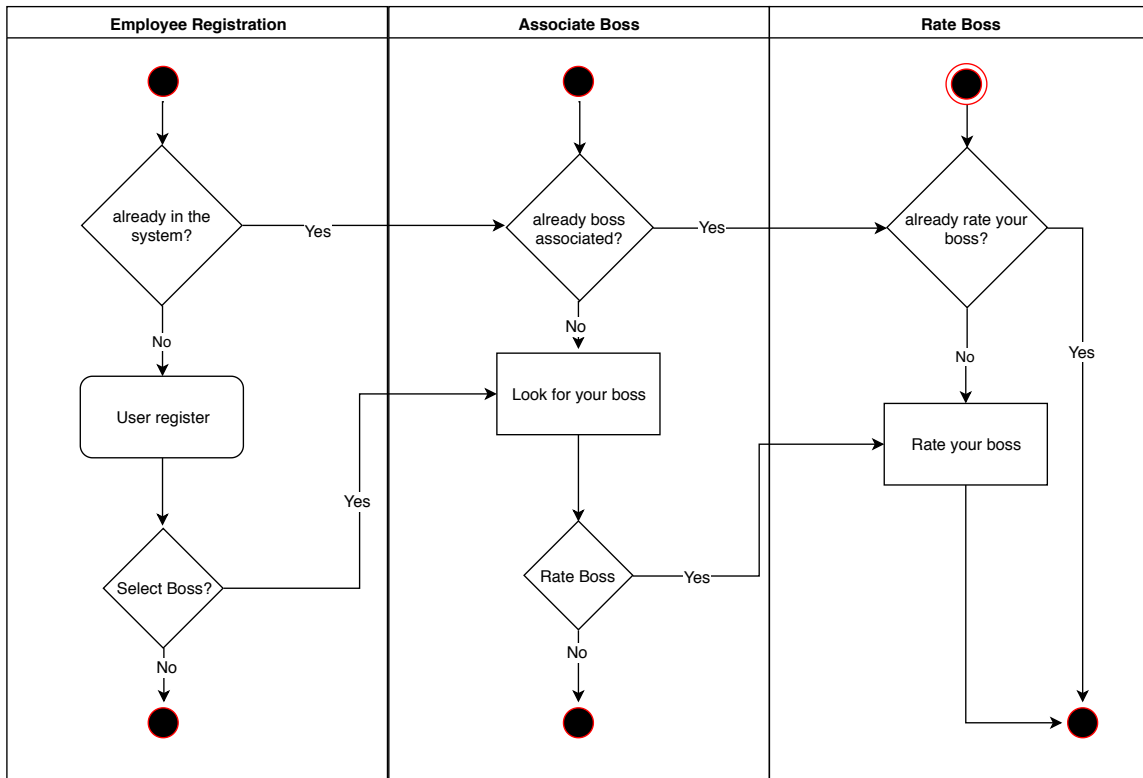 Employee Registration
Associate Boss
Rate Boss
already in the
system?
Yes
already boss
associated?
Yes
already rate your
boss?
No
No
No
Yes
User register
Look for your boss
Rate your boss
Yes
Select Boss?
Rate Boss
Yes
No
No